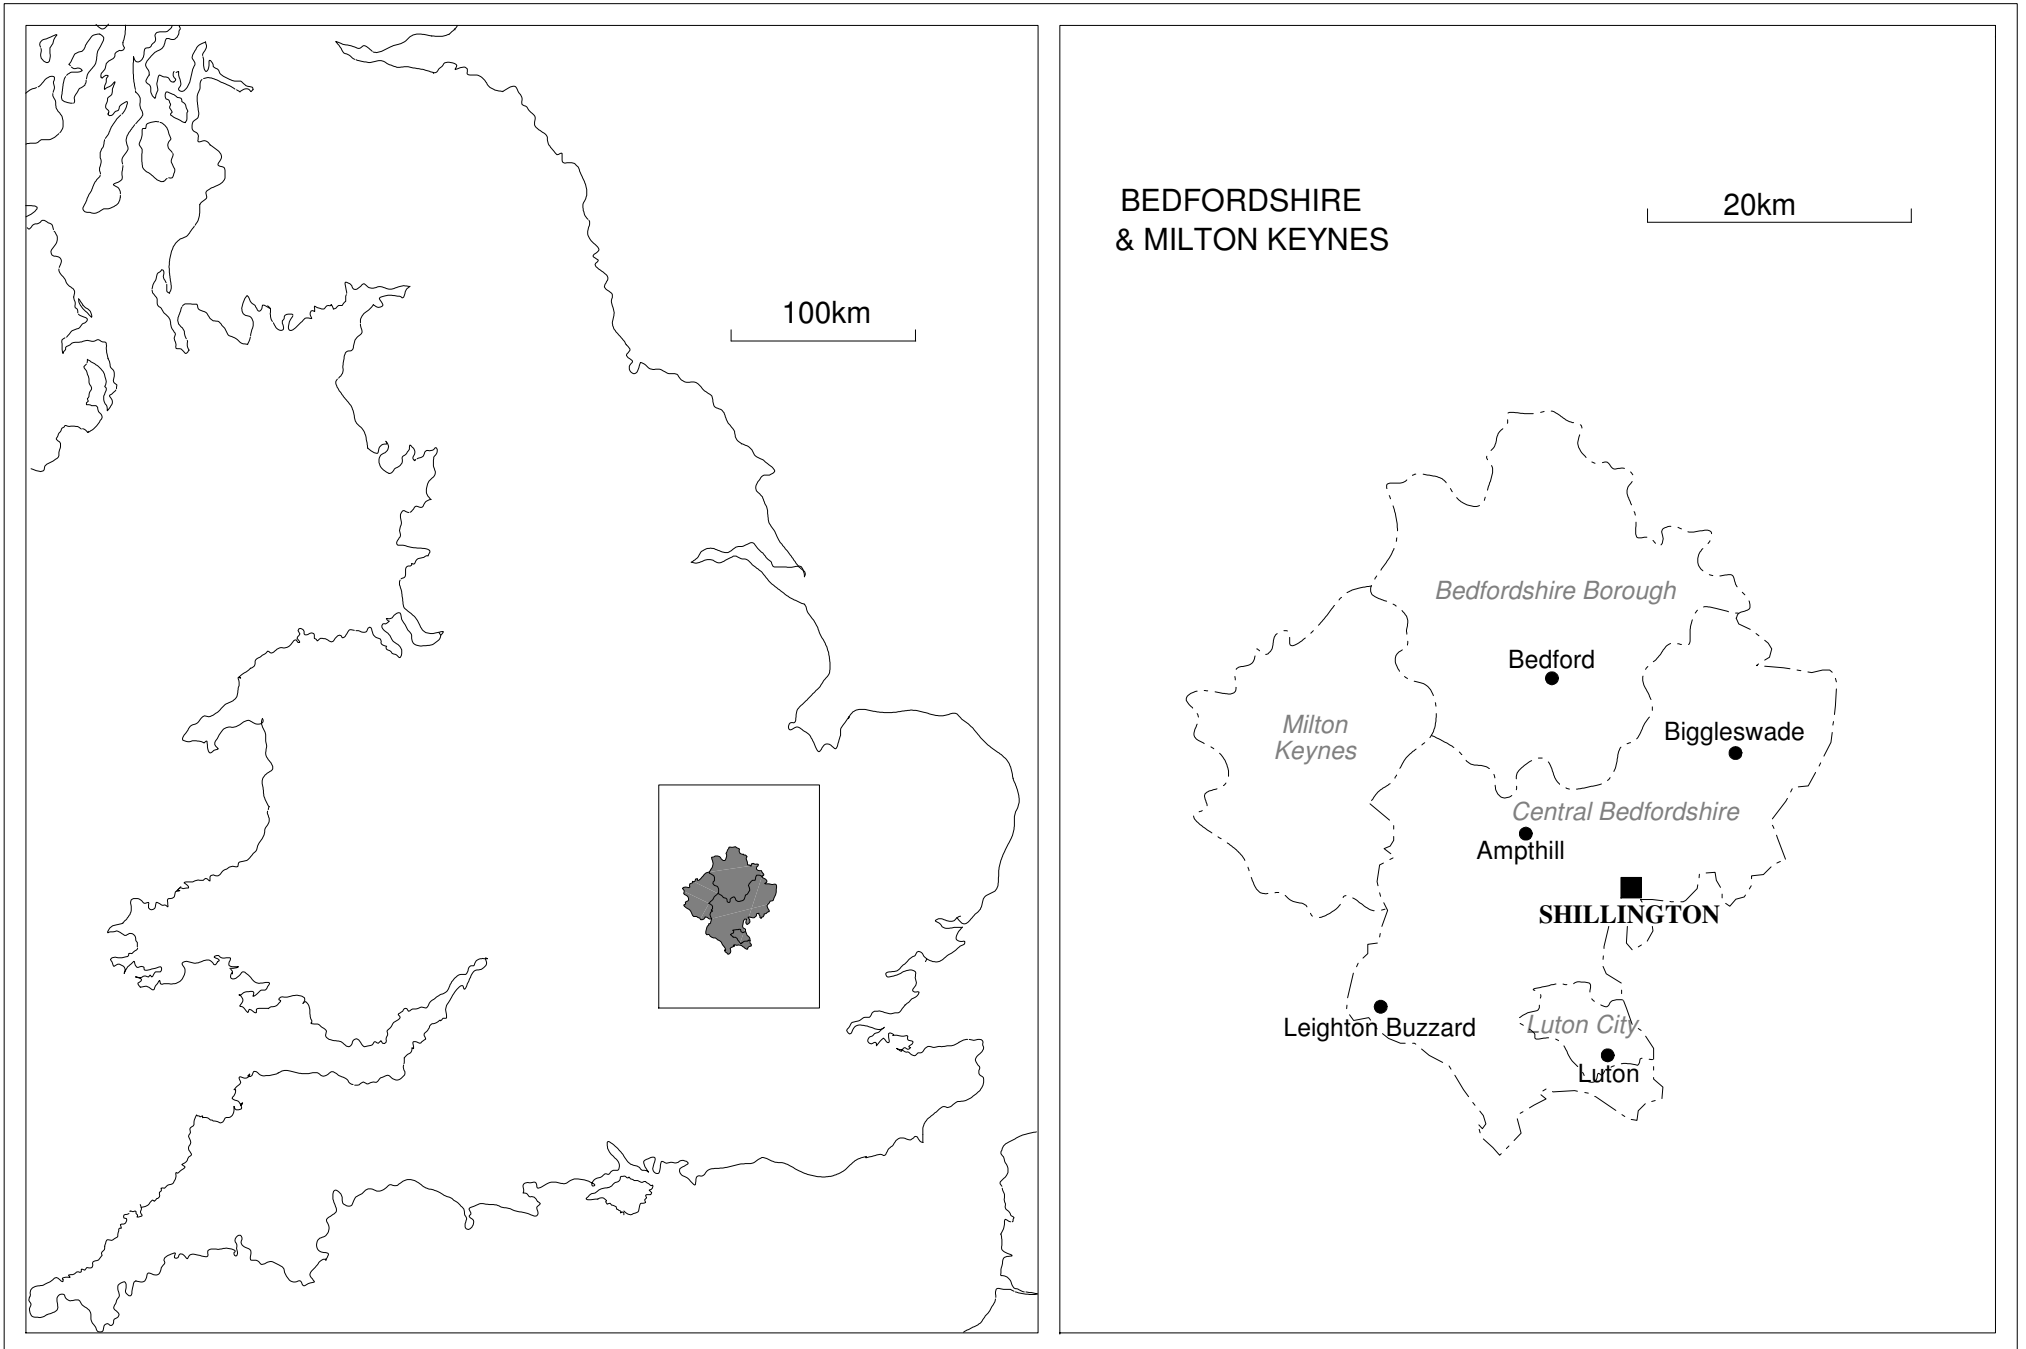 100km
BEDFORDSHIRE
& MILTON KEYNES
20km
Bedfordshire Borough
Bedford
Milton
Keynes
Biggleswade
Central Bedfordshire
Ampthill
SHILLINGTON
Leighton Buzzard
Luton City
Luton